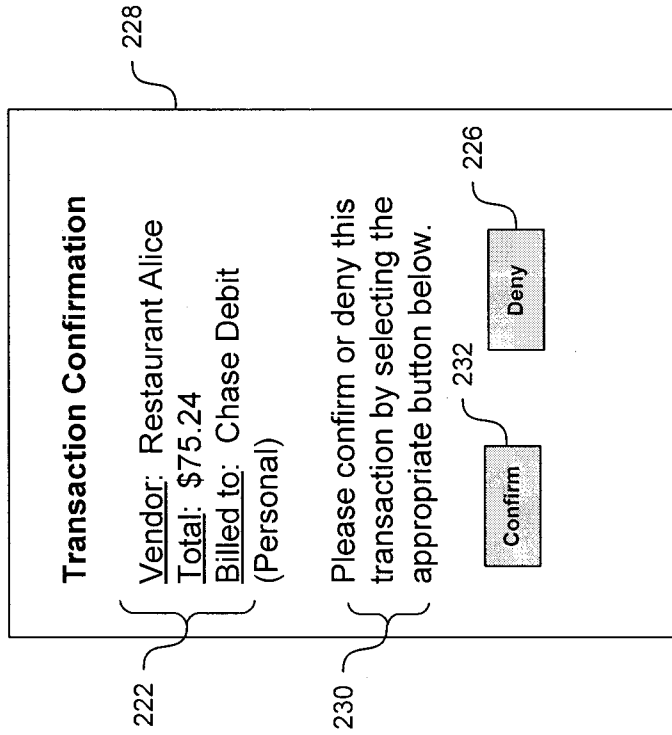 228
Transaction Confirmation
222
Vendor: Restaurant Alice
Total: $75.24
Billed to: Chase Debit
(Personal)
230
Please confirm or deny this
transaction by selecting the
appropriate button below.
232
226
Confirm
Deny